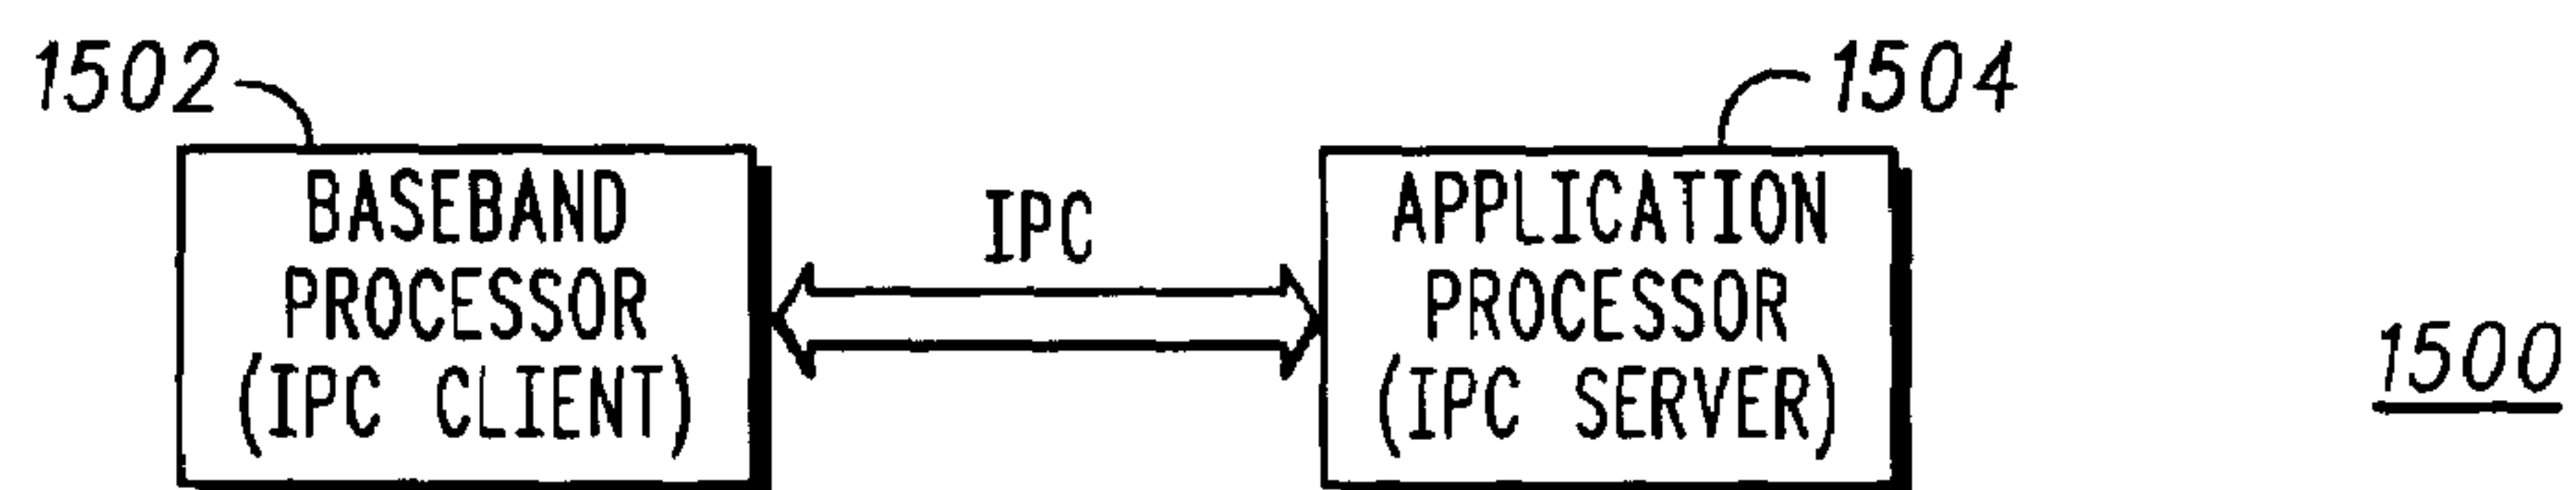 1502
1504
BASEBAND
PROCESSOR
(IPC CLIENT)
IPC
APPLICATION
PROCESSOR
(IPC SERVER)
1500